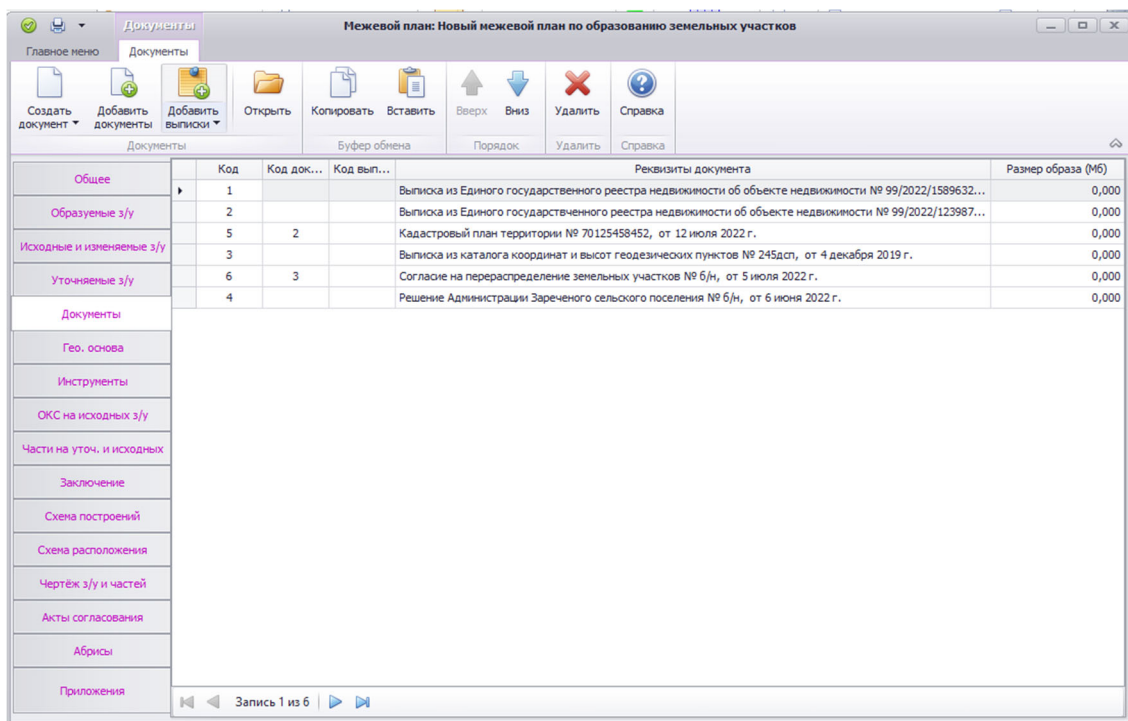 Документы
Межевой план: Новый межевой план по образованию земельных участков
Главное меню
Документы
Создать документ
Добавить документы
Добавить выписки
Открыть
Копировать
Вставить
Вверх
Вниз
Удалить
Справка
Документы
Буфер обмена
Порядок
Удалить
Справка
Общее
Образуемые з/у
Исходные и изменяемые з/у
Уточняемые з/у
Документы
Гео. основа
Инструменты
ОКС на исходных з/у
Части на уточ. и исходных
Заключение
Схема построений
Схема расположения
Чертёж з/у и частей
Акты согласования
Абрисы
Приложения
Код Код док... Код вып... Реквизиты документа Размер образа (Мб)
1 Выписка из Единого государственного реестра недвижимости об объекте недвижимости № 99/2022/1589632... 0,000
2 Выписка из Единого государствченного реестра недвижимости об объекте недвижимости № 99/2022/123987... 0,000
5 2 Кадастровый план территории № 70125458452, от 12 июля 2022 г. 0,000
3 Выписка из каталога координат и высот геодезических пунктов № 245дсп, от 4 декабря 2019 г. 0,000
6 3 Согласие на перераспределение земельных участков № б/н, от 5 июля 2022 г. 0,000
4 Решение Администрации Зареченого сельского поселения № б/н, от 6 июня 2022 г. 0,000
Запись 1 из 6